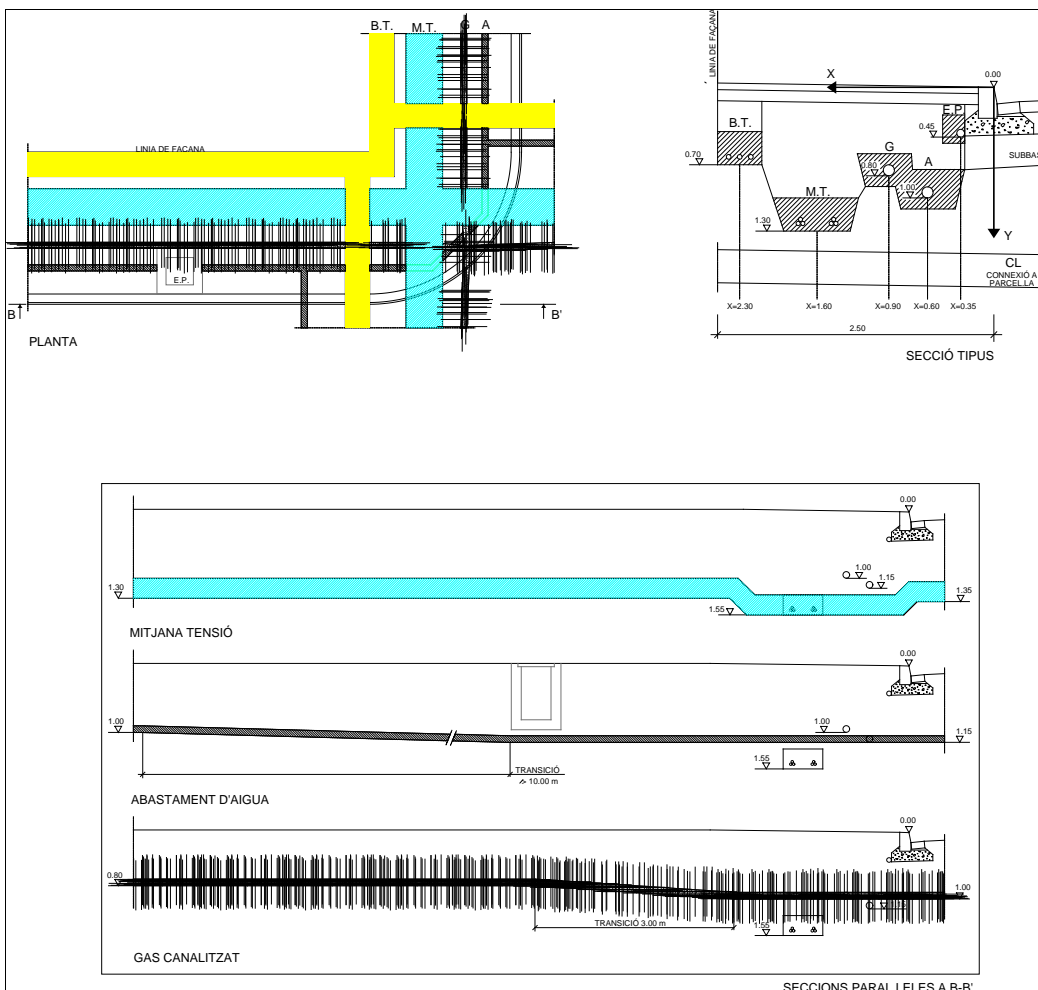 B.T.
M.T.
G
A
LINIA DE FAÇANA
E.P.
B
B'
PLANTA
LINIA DE FAÇANA
X
0.00
E.P.
B.T.
0.45
G
A
SUBBAS
0.70
0.80
1.00
M.T.
1.30
Y
CL
CONNEXIÓ A
PARCEL.LA
X=2.30
X=1.60
X=0.90
X=0.60
X=0.35
2.50
SECCIÓ TIPUS
0.00
1.00
1.15
1.30
1.35
1.55
MITJANA TENSIÓ
0.00
1.00
1.00
1.15
1.55
TRANSICIÓ
10.00 m
ABASTAMENT D'AIGUA
0.00
0.80
1.00
1.15
TRANSICIÓ 3.00 m
1.55
GAS CANALITZAT
SECCIONS PARAL.LELES A B-B'